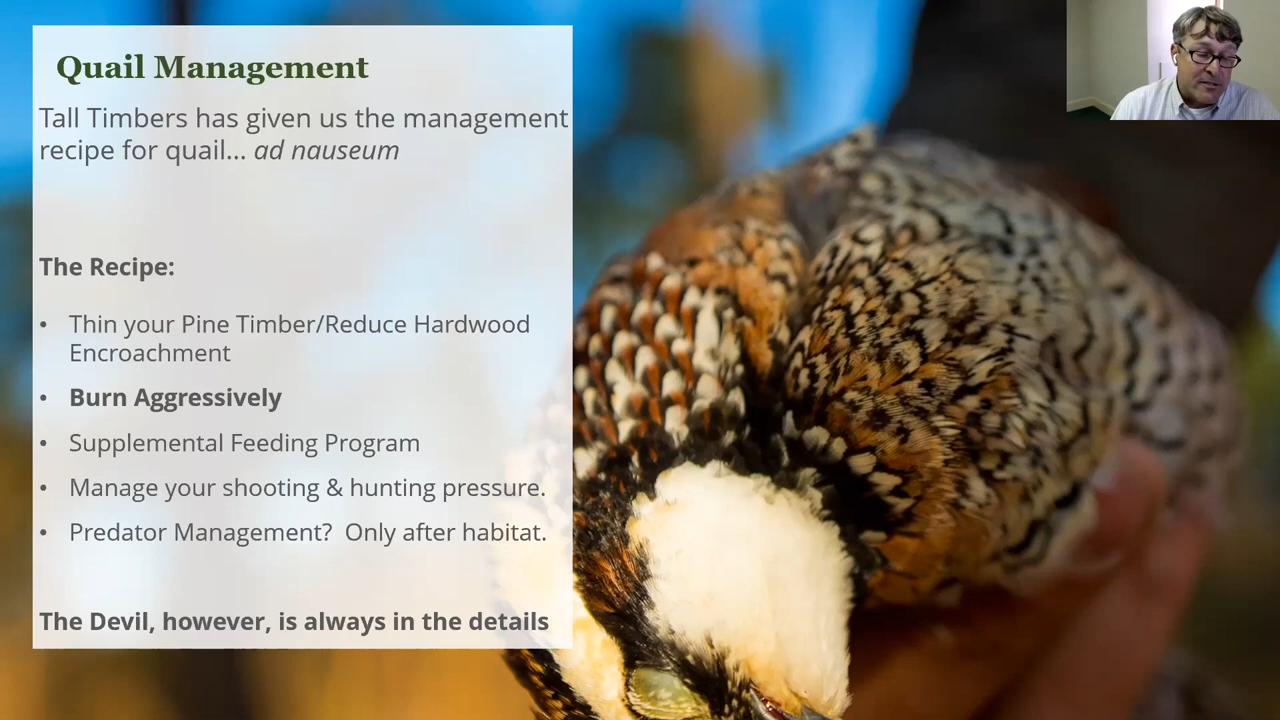 Quail Management
Tall Timbers has given us the management
recipe for quail... ad nauseum
The Recipe:
• Thin your Pine Timber/Reduce Hardwood
Encroachment
• Burn Aggressively
• Supplemental Feeding Program
• Manage your shooting & hunting pressure.
• Predator Management?  Only after habitat.
The Devil, however, is always in the details